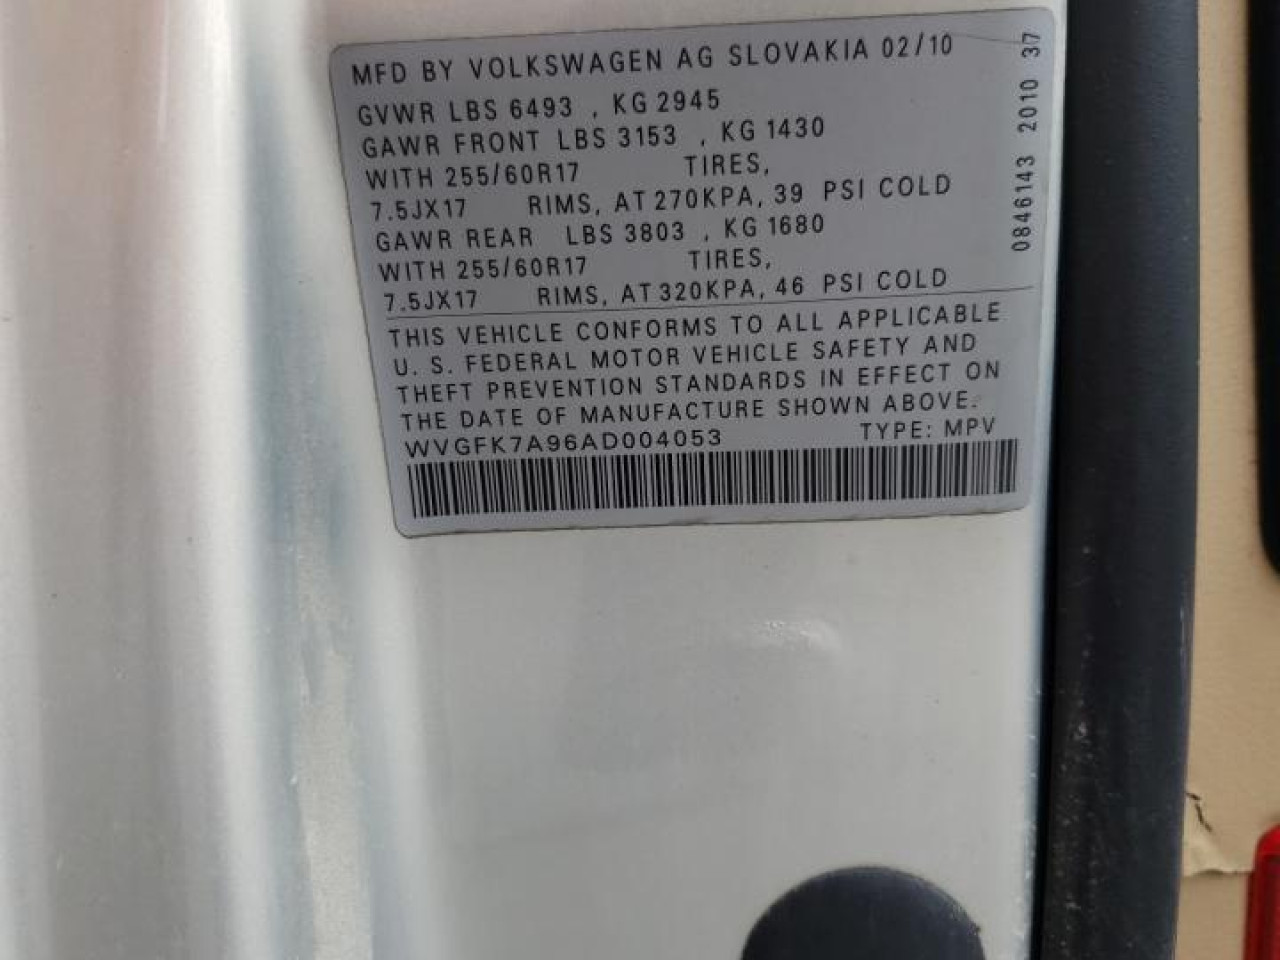 MFD BY VOLKSWAGEN AG SLOVAKIA 02/10
GVWR LBS 6493 , KG 2945
GAWR FRONT LBS 3153 , KG 1430
WITH 255/60R17 TIRES,
7.5JX17 RIMS, AT 270KPA, 39 PSI COLD
GAWR REAR LBS 3803 , KG 1680
WITH 255/60R17 TIRES,
7.5JX17 RIMS, AT 320KPA, 46 PSI COLD
THIS VEHICLE CONFORMS TO ALL APPLICABLE
U. S. FEDERAL MOTOR VEHICLE SAFETY AND
THEFT PREVENTION STANDARDS IN EFFECT ON
THE DATE OF MANUFACTURE SHOWN ABOVE.
WVGFK7A96AD004053 TYPE: MPV
0846143 2010 37